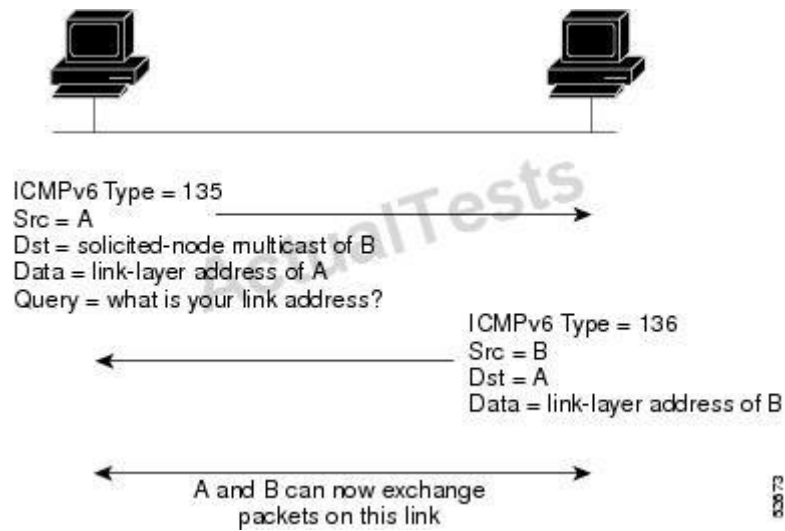 ICMPv6 Type = 135
Src = A
Dst = solicited-node multicast of B
Data = link-layer address of A
Query = what is your link address?
ActualTests
ICMPv6 Type = 136
Src = B
Dst = A
Data = link-layer address of B
A and B can now exchange
packets on this link
52673